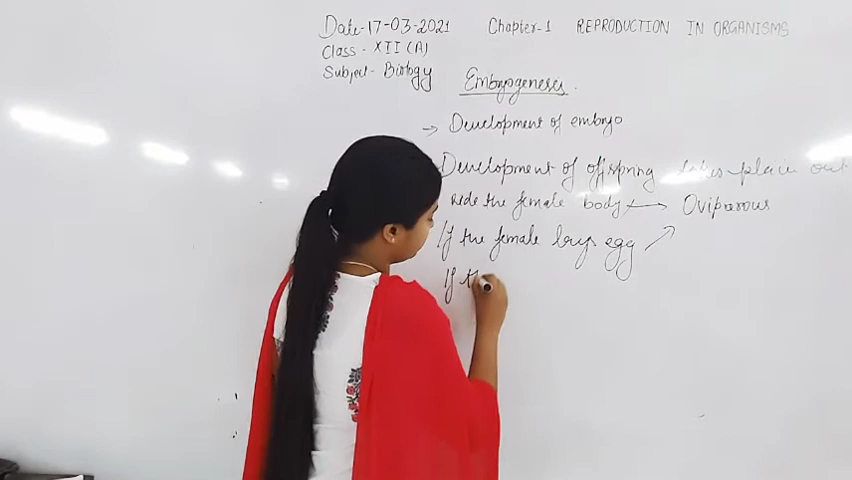 Date-17-03-2021 Chapter-1 REPRODUCTION IN ORGANISMS
Class - XII (A)
Subject - Biology
Embryogenesis.
→ Development of embryo
Development of offspring takes place out
side the female body ⟷ Oviparous
If the female lays egg
If t